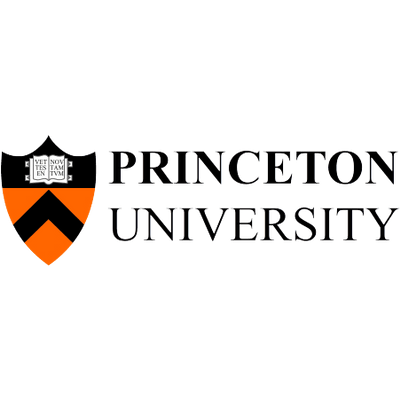 VET NOV
TES TAM
EN TVM
PRINCETON
UNIVERSITY